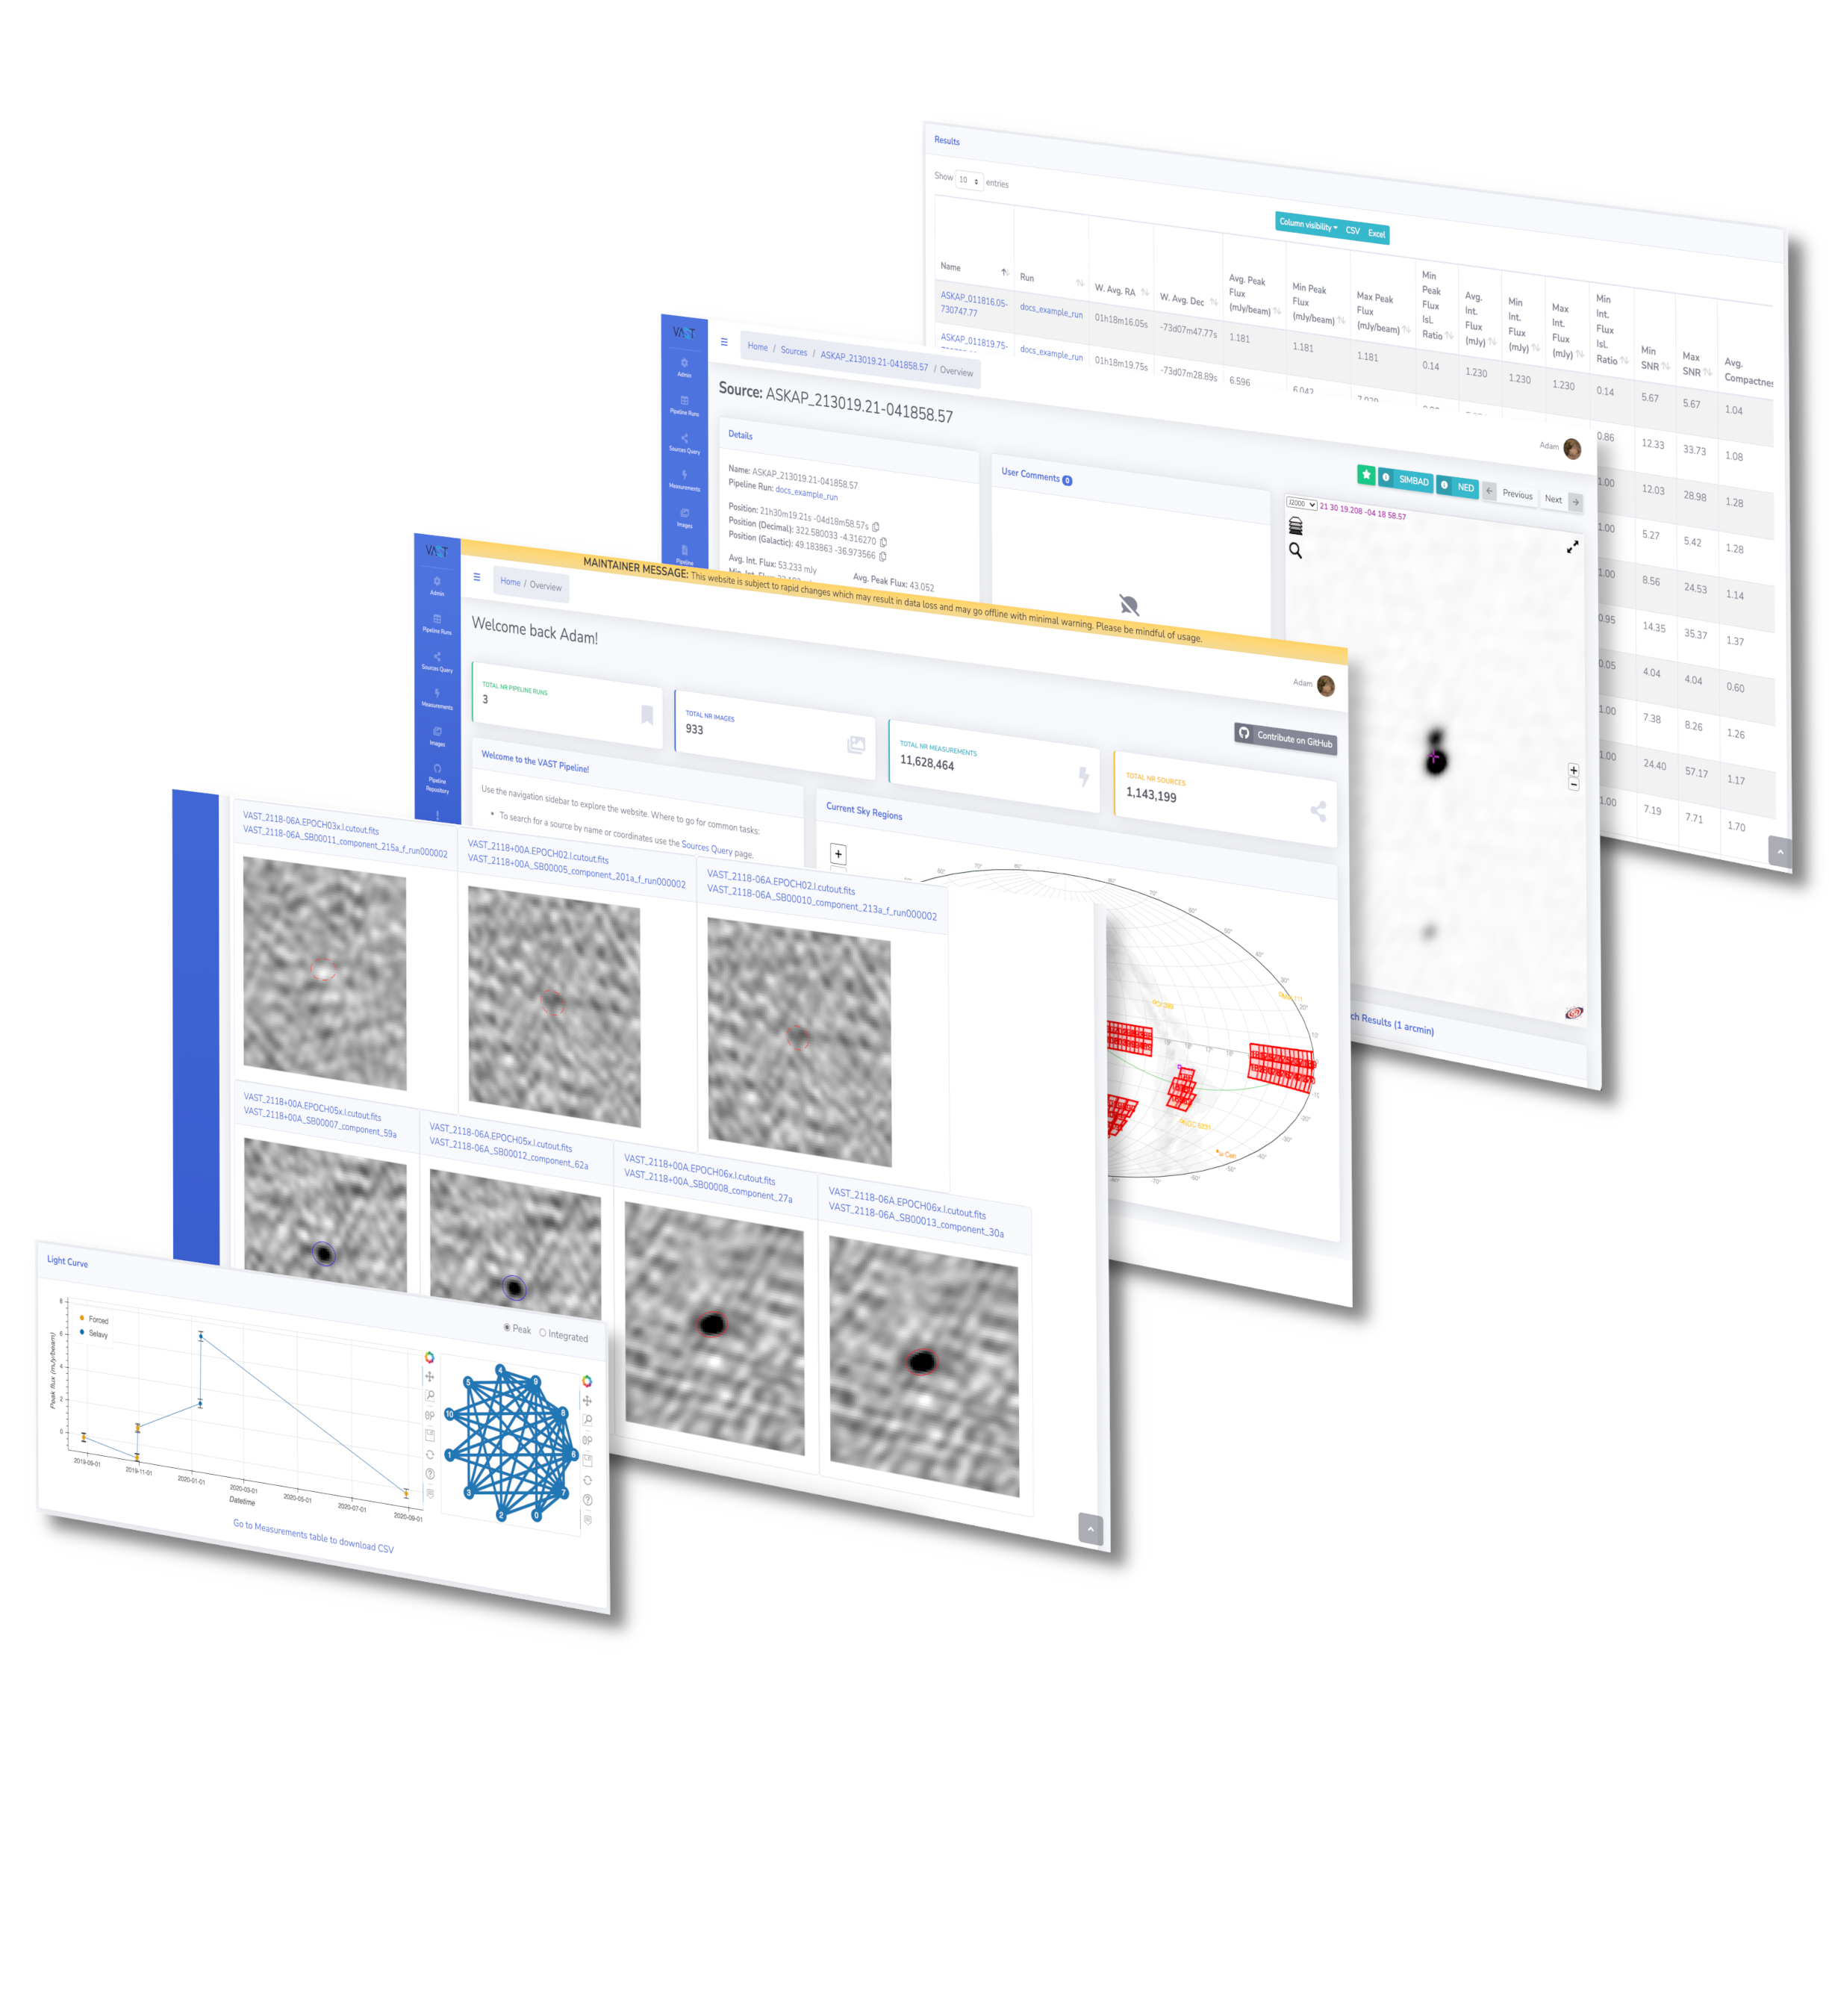 Results
Show 10 entries
Column visibility CSV Excel
Name Run W. Avg. RA W. Avg. Dec Avg. Peak Flux (mJy/beam) Min Peak Flux (mJy/beam) Max Peak Flux (mJy/beam) Min Peak Flux Isl. Ratio Avg. Int. Flux (mJy) Min Int. Flux (mJy) Max Int. Flux (mJy) Min Int. Flux Isl. Ratio Min SNR Max SNR Avg. Compactnes
ASKAP_011816.05-730747.77 docs_example_run 01h18m16.05s -73d07m47.77s 1.181 1.181 1.181 0.14 1.230 1.230 1.230 0.14 5.67 5.67 1.04
ASKAP_011819.75- docs_example_run 01h18m19.75s -73d07m28.89s 6.596 6.042 7.020 0.86 12.33 33.73 1.08
1.00 12.03 28.98 1.28
1.00 5.27 5.42 1.28
1.00 8.56 24.53 1.14
0.95 14.35 35.37 1.37
0.05 4.04 4.04 0.60
1.00 7.38 8.26 1.26
1.00 24.40 57.17 1.17
1.00 7.19 7.71 1.70
VAST
Admin
Pipeline Runs
Sources Query
Measurements
Images
Pipeline
Home / Sources / ASKAP_213019.21-041858.57 / Overview
Adam
Source: ASKAP_213019.21-041858.57
SIMBAD NED Previous Next
Details
Name: ASKAP_213019.21-041858.57
Pipeline Run: docs_example_run
Position: 21h30m19.21s -04d18m58.57s
Position (Decimal): 322.580033 -4.316270
Position (Galactic): 49.183863 -36.973566
Avg. Int. Flux: 53.233 mJy Avg. Peak Flux: 43.052
User Comments 0
J2000 21 30 19.208 -04 18 58.57
ch Results (1 arcmin)
VAST
Admin
Pipeline Runs
Sources Query
Measurements
Images
Pipeline Repository
MAINTAINER MESSAGE: This website is subject to rapid changes which may result in data loss and may go offline with minimal warning. Please be mindful of usage.
Home / Overview
Adam
Welcome back Adam!
Contribute on GitHub
TOTAL NR PIPELINE RUNS
3
TOTAL NR IMAGES
933
TOTAL NR MEASUREMENTS
11,628,464
TOTAL NR SOURCES
1,143,199
Welcome to the VAST Pipeline!
Use the navigation sidebar to explore the website. Where to go for common tasks:
• To search for a source by name or coordinates use the Sources Query page.
Current Sky Regions
VAST_2118-06A.EPOCH03x.I.cutout.fits
VAST_2118-06A_SB00011_component_215a_f_run000002
VAST_2118+00A.EPOCH02.I.cutout.fits
VAST_2118+00A_SB00005_component_201a_f_run000002
VAST_2118-06A.EPOCH02.I.cutout.fits
VAST_2118-06A_SB00010_component_213a_f_run000002
VAST_2118+00A.EPOCH05x.I.cutout.fits
VAST_2118+00A_SB00007_component_59a
VAST_2118-06A.EPOCH05x.I.cutout.fits
VAST_2118-06A_SB00012_component_62a
VAST_2118+00A.EPOCH06x.I.cutout.fits
VAST_2118+00A_SB00008_component_27a
VAST_2118-06A.EPOCH06x.I.cutout.fits
VAST_2118-06A_SB00013_component_30a
Light Curve
Peak Integrated
Forced
Selavy
Peak flux (mJy/beam)
8
6
4
2
0
2019-09-01 2019-11-01 2020-01-01 2020-03-01 2020-05-01 2020-07-01 2020-09-01
Datetime
4
9
5
8
10
6
1
7
3
2
0
Go to Measurements table to download CSV